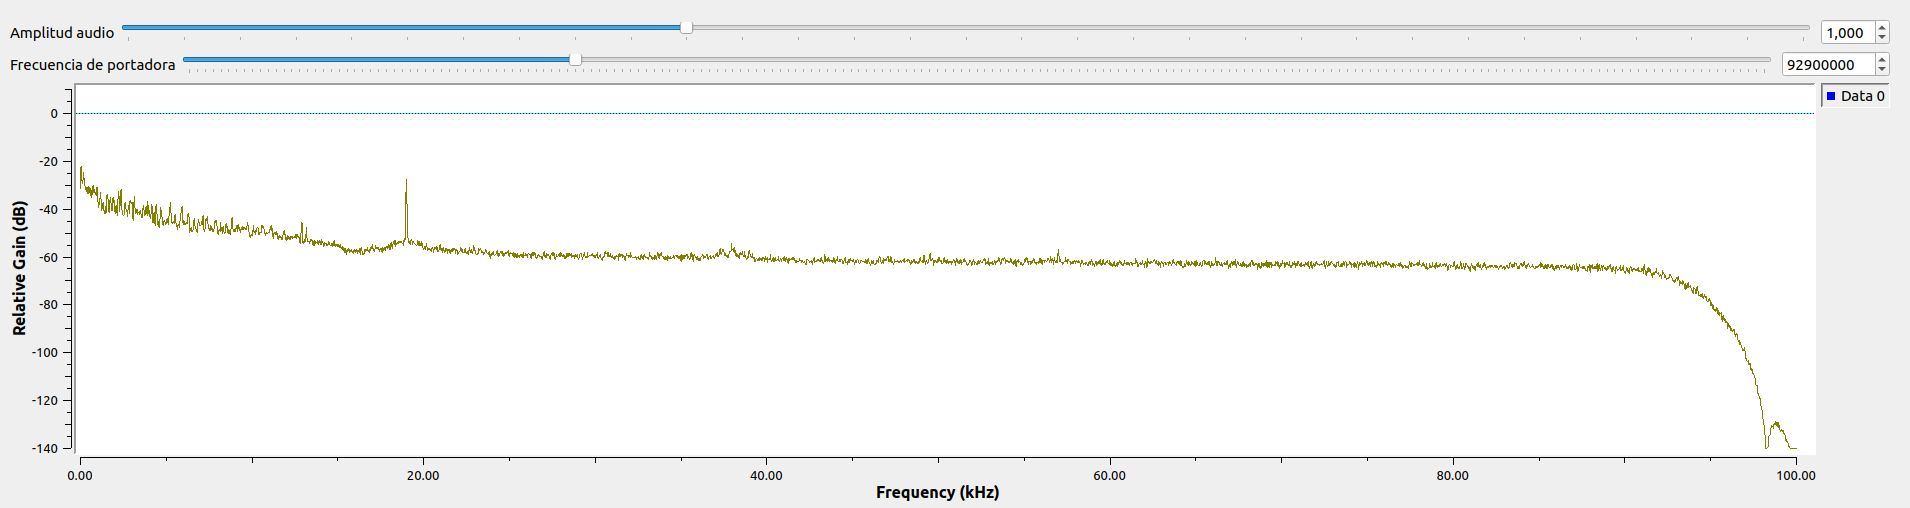 Amplitud audio 1,000
Frecuencia de portadora 92900000
Data 0
0
-20
-40
-60
-80
-100
-120
-140
Relative Gain (dB)
0.00 20.00 40.00 60.00 80.00 100.00
Frequency (kHz)